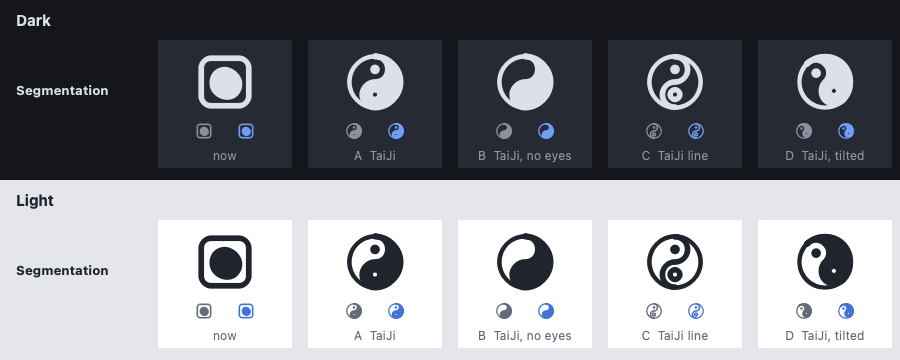 Dark
Segmentation
now
A TaiJi
B TaiJi, no eyes
C TaiJi line
D TaiJi, tilted
Light
Segmentation
now
A TaiJi
B TaiJi, no eyes
C TaiJi line
D TaiJi, tilted